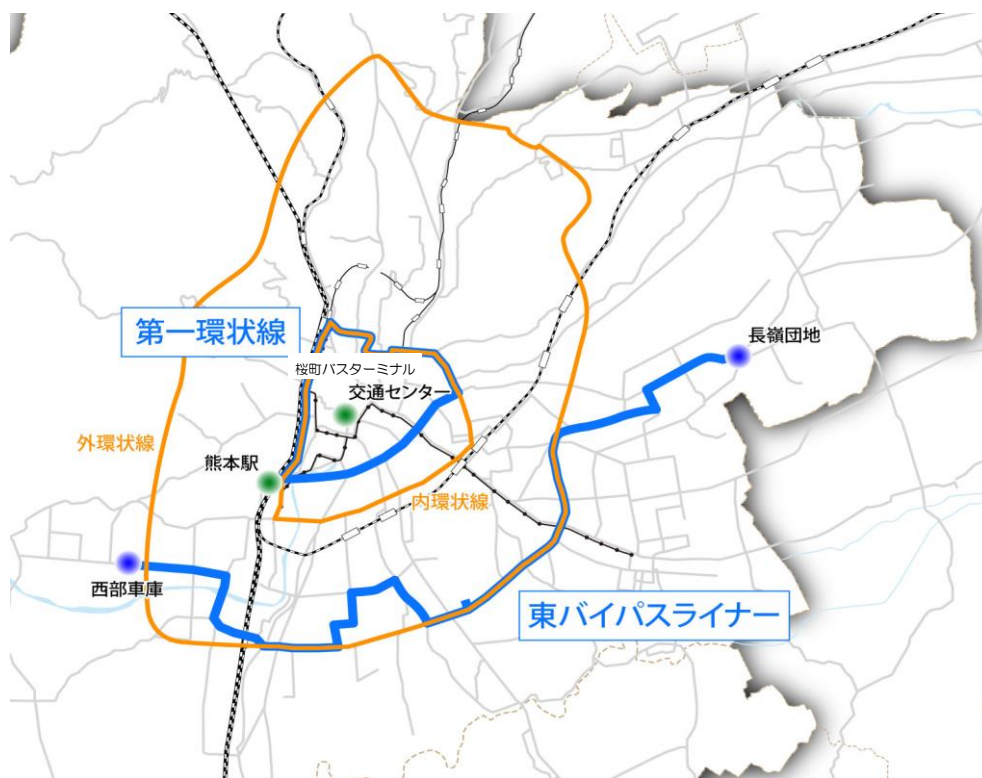 第一環状線
長嶺団地
桜町バスターミナル
交通センター
外環状線
熊本駅
内環状線
西部車庫
東バイパスライナー